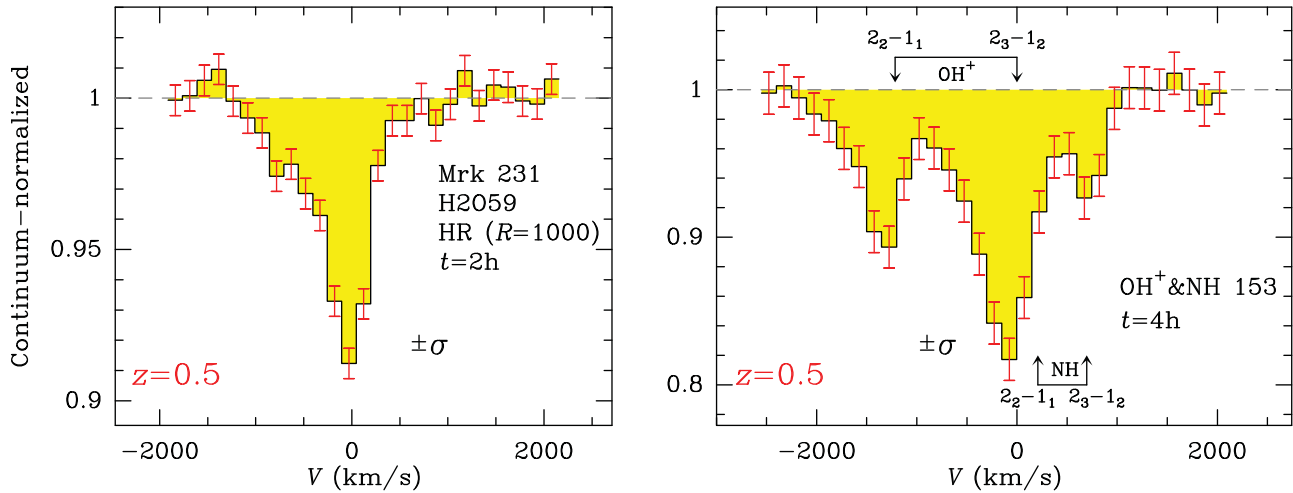 Continuum−normalized
1
0.95
0.9
Mrk 231
H2O59
HR (R=1000)
t=2h
±σ
z=0.5
−2000 0 2000
V (km/s)
1
0.9
0.8
2₂−1₁ 2₃−1₂
OH⁺
OH⁺&NH 153
t=4h
±σ
z=0.5
NH
2₂−1₁ 2₃−1₂
−2000 0 2000
V (km/s)